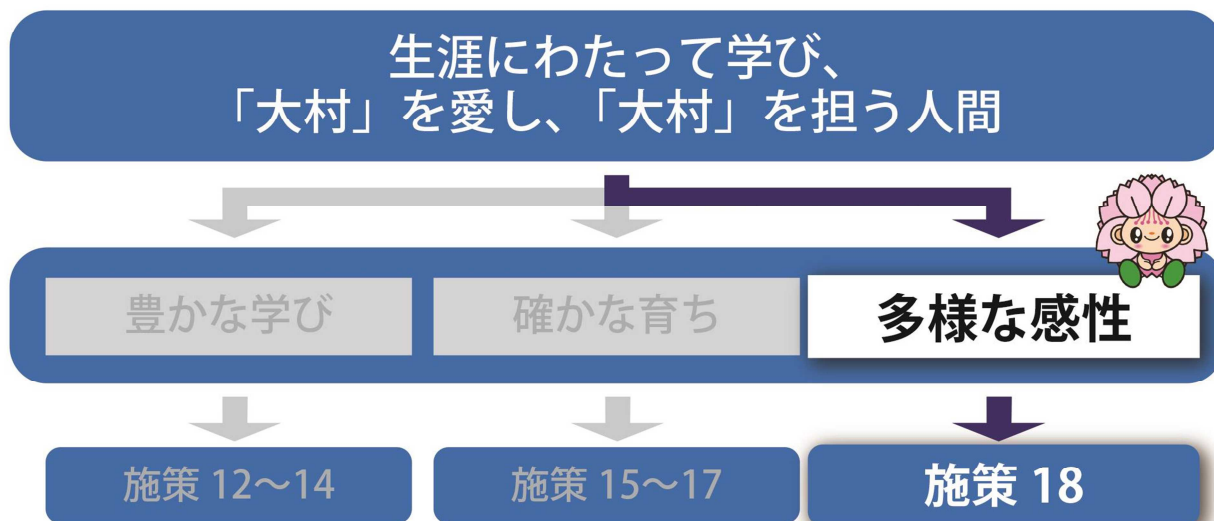 生涯にわたって学び、
「大村」を愛し、「大村」を担う人間
豊かな学び
確かな育ち
多様な感性
施策 12～14
施策 15～17
施策 18